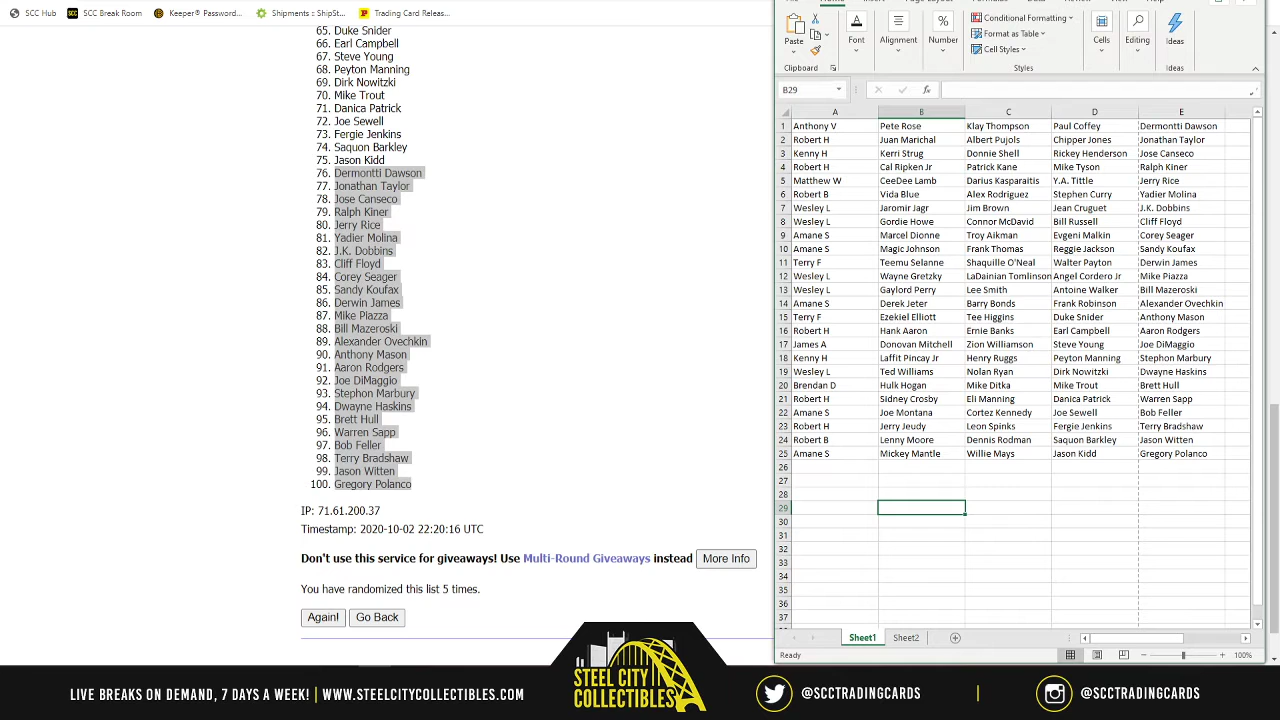 SCC Hub SCC Break Room Keeper® Password... Shipments :: ShipSt... Trading Card Releas...
65. Duke Snider
66. Earl Campbell
67. Steve Young
68. Peyton Manning
69. Dirk Nowitzki
70. Mike Trout
71. Danica Patrick
72. Joe Sewell
73. Fergie Jenkins
74. Saquon Barkley
75. Jason Kidd
76. Dermontti Dawson
77. Jonathan Taylor
78. Jose Canseco
79. Ralph Kiner
80. Jerry Rice
81. Yadier Molina
82. J.K. Dobbins
83. Cliff Floyd
84. Corey Seager
85. Sandy Koufax
86. Derwin James
87. Mike Piazza
88. Bill Mazeroski
89. Alexander Ovechkin
90. Anthony Mason
91. Aaron Rodgers
92. Joe DiMaggio
93. Stephon Marbury
94. Dwayne Haskins
95. Brett Hull
96. Warren Sapp
97. Bob Feller
98. Terry Bradshaw
99. Jason Witten
100. Gregory Polanco
IP: 71.61.200.37
Timestamp: 2020-10-02 22:20:16 UTC
Don't use this service for giveaways! Use Multi-Round Giveaways instead More Info
You have randomized this list 5 times.
Again! Go Back
Paste Font Alignment Number Conditional Formatting Format as Table Cell Styles Cells Editing Ideas
Clipboard Styles Ideas
B29 fx
A B C D E
1 Anthony V Pete Rose Klay Thompson Paul Coffey Dermontti Dawson
2 Robert H Juan Marichal Albert Pujols Chipper Jones Jonathan Taylor
3 Kenny H Kerri Strug Donnie Shell Rickey Henderson Jose Canseco
4 Robert H Cal Ripken Jr Patrick Kane Mike Tyson Ralph Kiner
5 Matthew W CeeDee Lamb Darius Kasparaitis Y.A. Tittle Jerry Rice
6 Robert B Vida Blue Alex Rodriguez Stephen Curry Yadier Molina
7 Wesley L Jaromir Jagr Jim Brown Jean Cruguet J.K. Dobbins
8 Wesley L Gordie Howe Connor McDavid Bill Russell Cliff Floyd
9 Amane S Marcel Dionne Troy Aikman Evgeni Malkin Corey Seager
10 Amane S Magic Johnson Frank Thomas Reggie Jackson Sandy Koufax
11 Terry F Teemu Selanne Shaquille O'Neal Walter Payton Derwin James
12 Wesley L Wayne Gretzky LaDainian Tomlinson Angel Cordero Jr Mike Piazza
13 Wesley L Gaylord Perry Lee Smith Antoine Walker Bill Mazeroski
14 Amane S Derek Jeter Barry Bonds Frank Robinson Alexander Ovechkin
15 Terry F Ezekiel Elliott Tee Higgins Duke Snider Anthony Mason
16 Robert H Hank Aaron Ernie Banks Earl Campbell Aaron Rodgers
17 James A Donovan Mitchell Zion Williamson Steve Young Joe DiMaggio
18 Kenny H Laffit Pincay Jr Henry Ruggs Peyton Manning Stephon Marbury
19 Wesley L Ted Williams Nolan Ryan Dirk Nowitzki Dwayne Haskins
20 Brendan D Hulk Hogan Mike Ditka Mike Trout Brett Hull
21 Robert H Sidney Crosby Eli Manning Danica Patrick Warren Sapp
22 Amane S Joe Montana Cortez Kennedy Joe Sewell Bob Feller
23 Robert H Jerry Jeudy Leon Spinks Fergie Jenkins Terry Bradshaw
24 Robert B Lenny Moore Dennis Rodman Saquon Barkley Jason Witten
25 Amane S Mickey Mantle Willie Mays Jason Kidd Gregory Polanco
26
27
28
29
30
31
32
33
34
35
36
37
Sheet1 Sheet2
Ready 100%
LIVE BREAKS ON DEMAND, 7 DAYS A WEEK! | WWW.STEELCITYCOLLECTIBLES.COM
STEEL CITY
COLLECTIBLES
@SCCTRADINGCARDS | @SCCTRADINGCARDS